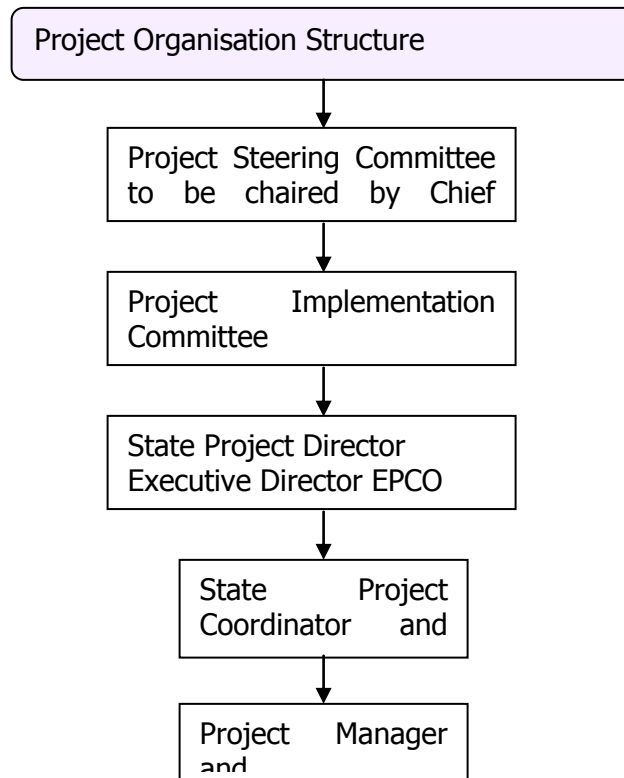 Project Organisation Structure
Project Steering Committee
to be chaired by Chief
Project Implementation
Committee
State Project Director
Executive Director EPCO
State Project
Coordinator and
Project Manager
and